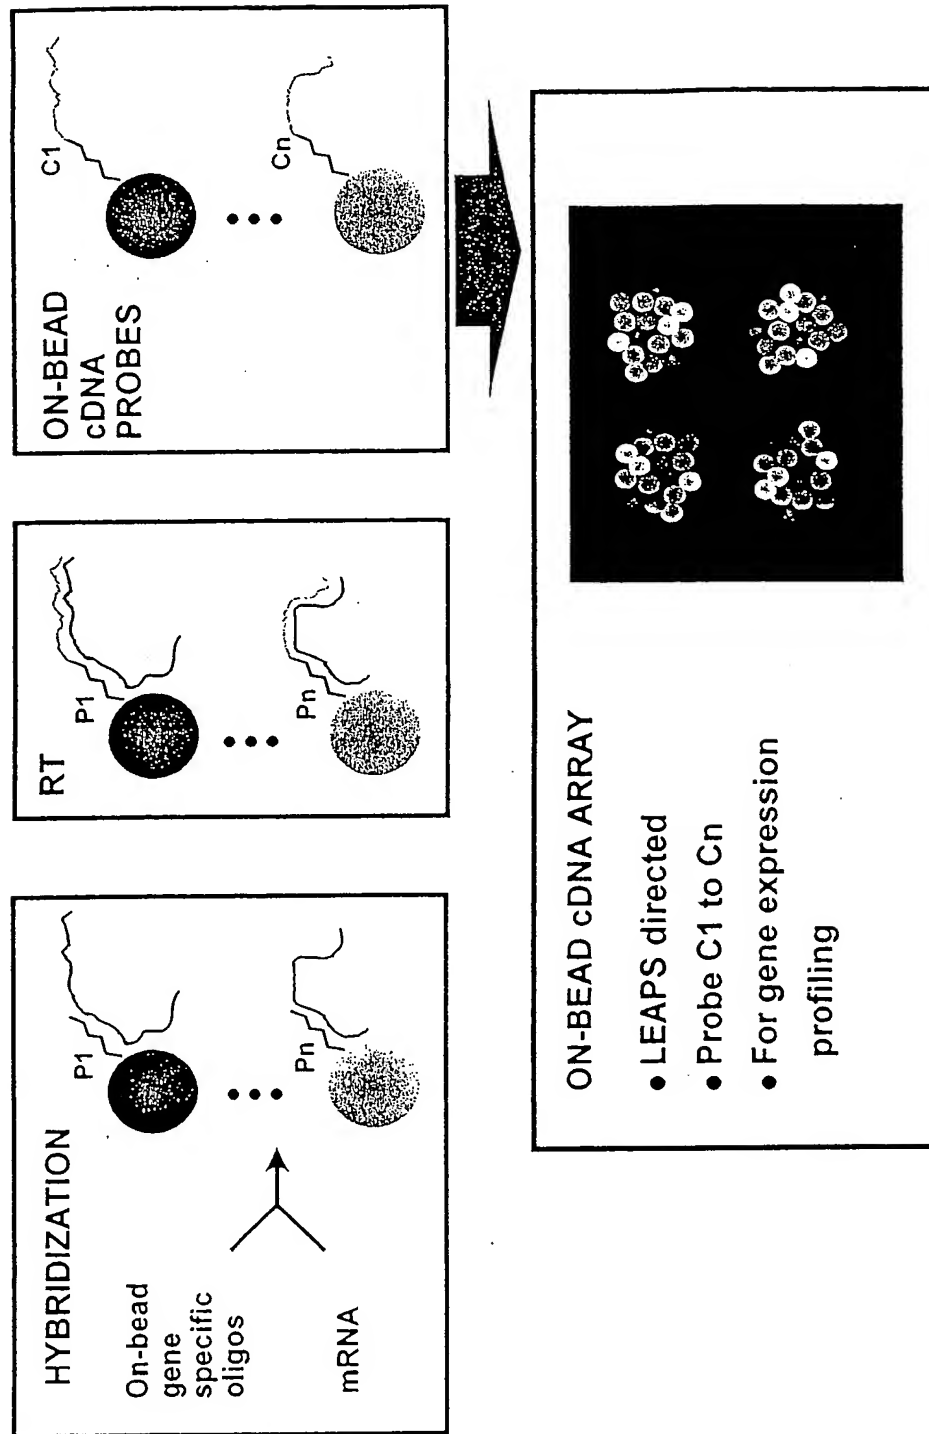 HYBRIDIZATION
On-bead
gene
specific
oligos
mRNA
P1
Pn
RT
P1
Pn
ON-BEAD
cDNA
PROBES
C1
Cn
ON-BEAD cDNA ARRAY
• LEAPS directed
• Probe C1 to Cn
• For gene expression
profiling